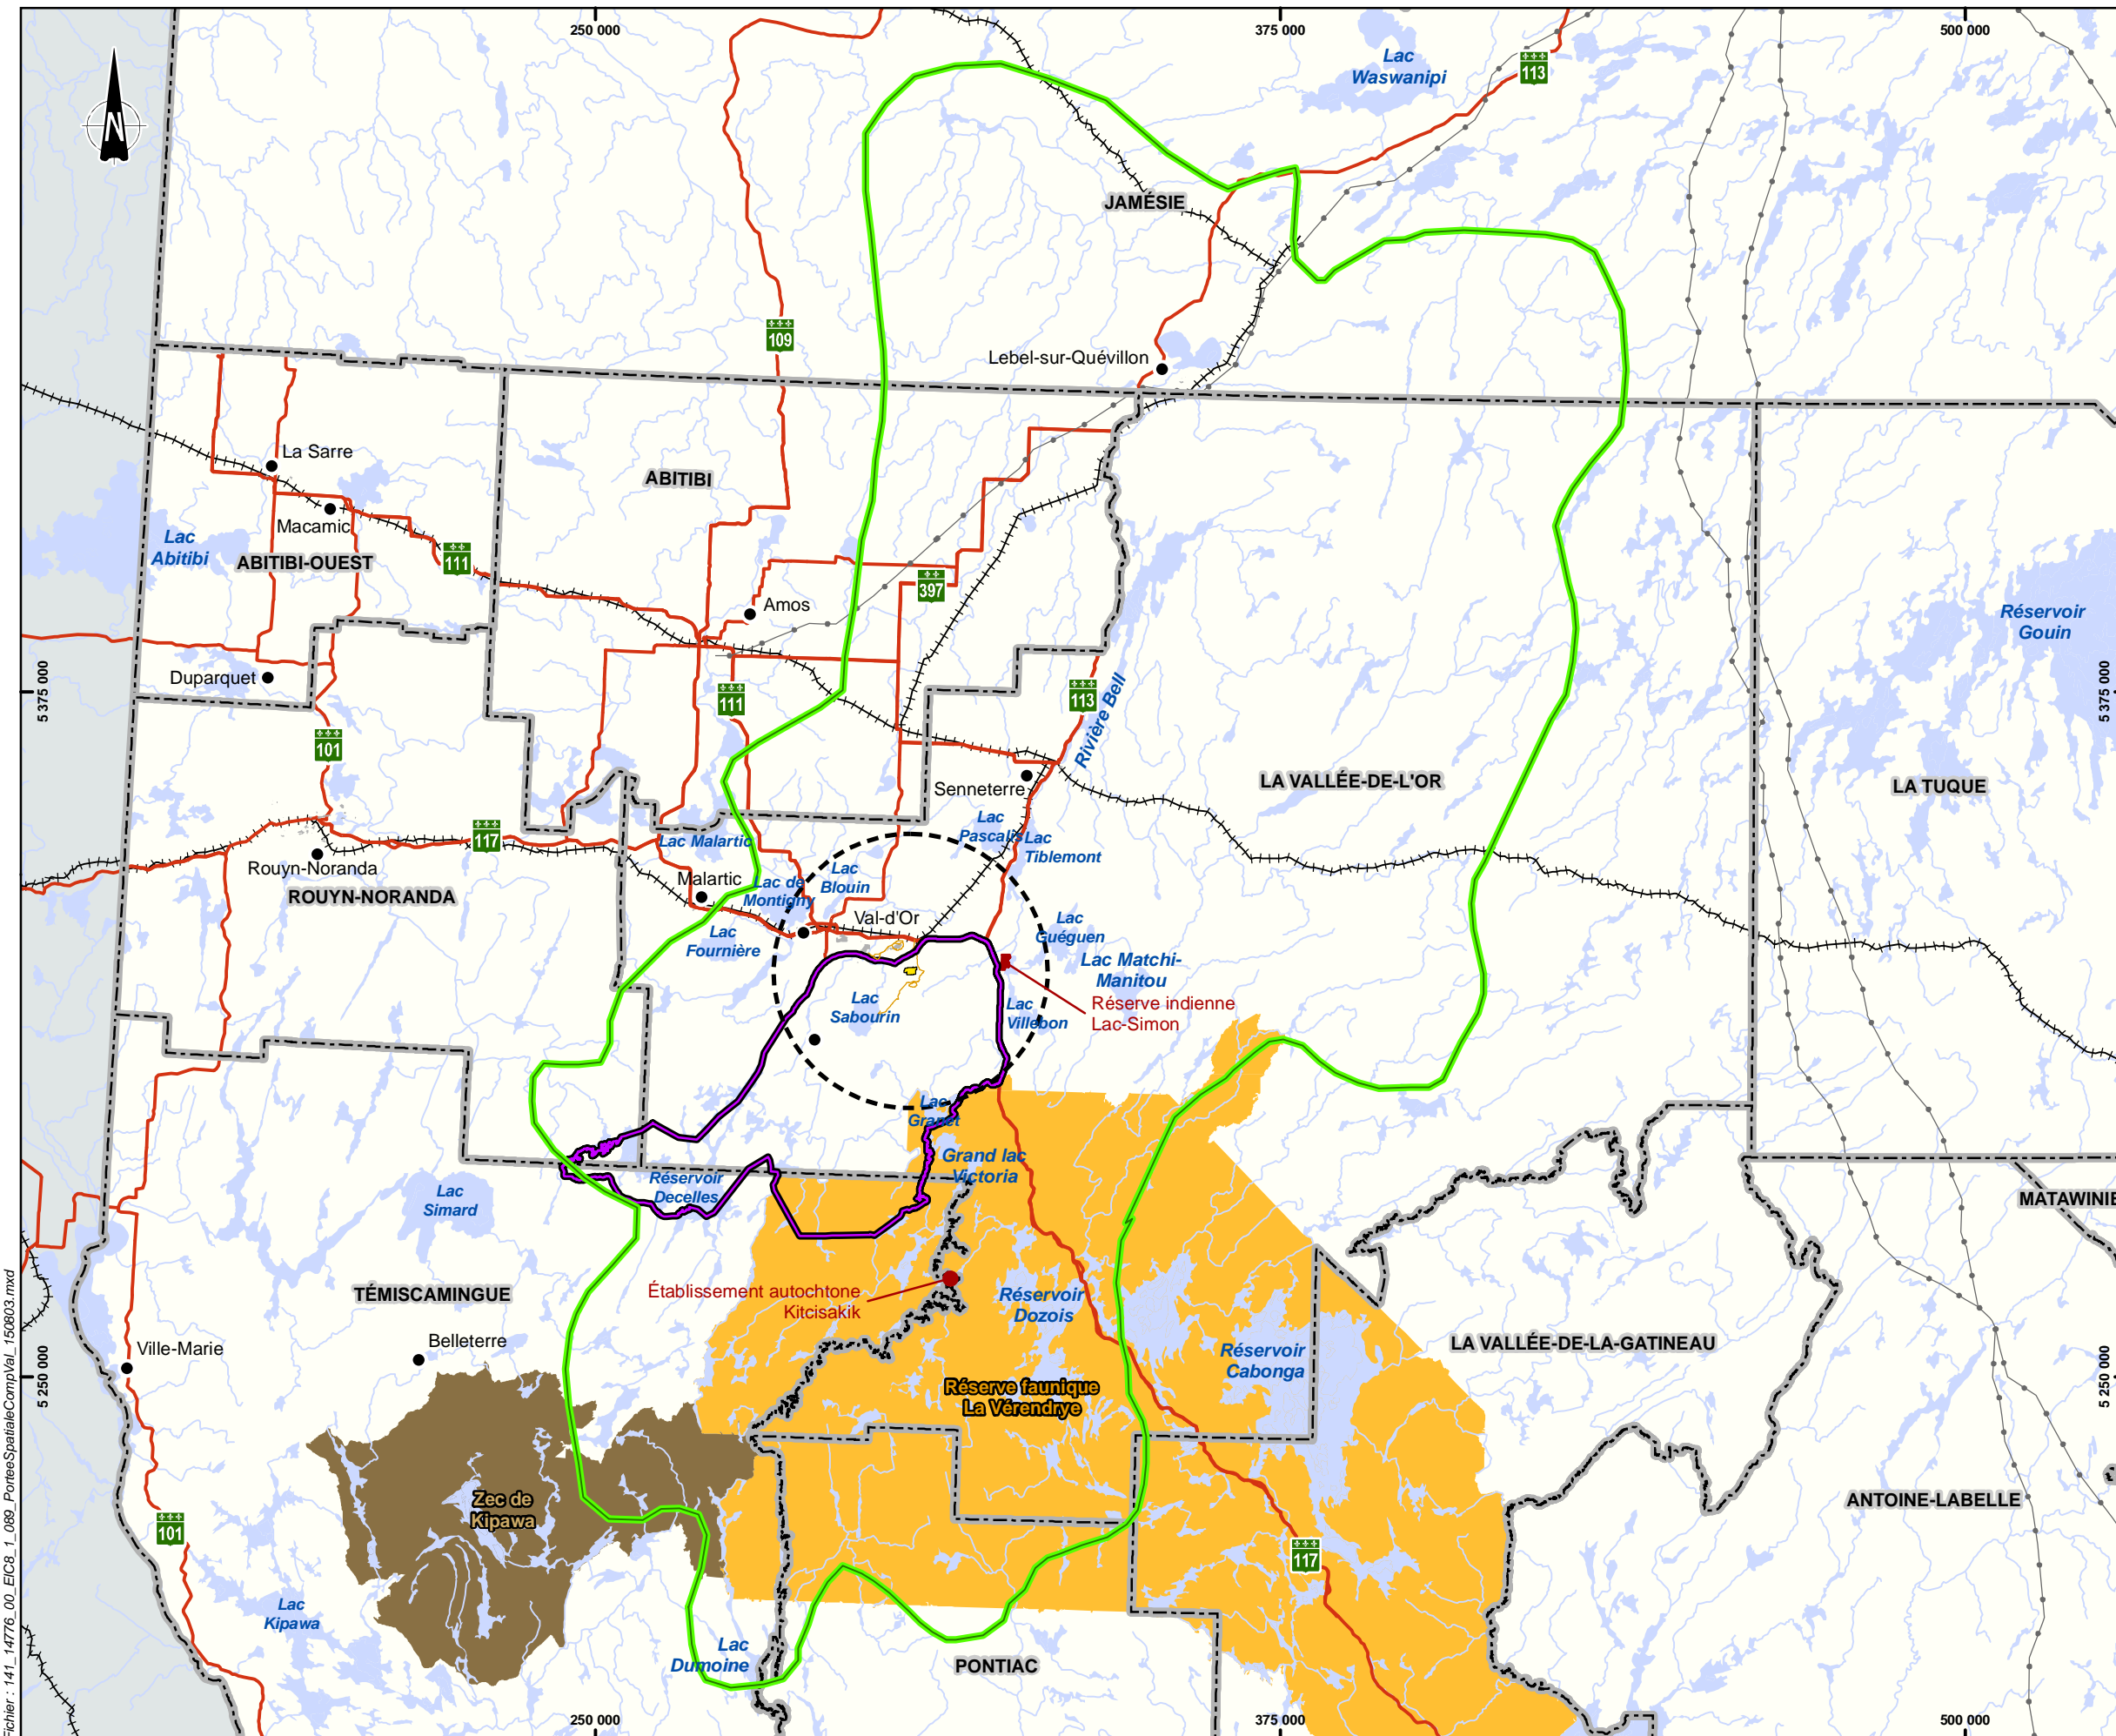 250 000
375 000
500 000
Lac
Waswanipi
113
N
JAMÉSIE
109
Lebel-sur-Quévillon
La Sarre
ABITIBI
Macamic
Lac
Abitibi
ABITIBI-OUEST
111
397
Amos
Réservoir
Gouin
Duparquet
5 375 000
111
113
Rivière Bell
5 375 000
101
Senneterre
LA VALLÉE-DE-L'OR
LA TUQUE
117
Lac Malartic
Lac
Pascalis
Lac
Tiblemont
Rouyn-Noranda
ROUYN-NORANDA
Malartic
Lac de
Montigny
Lac
Blouin
Val-d'Or
Lac
Fournière
Lac
Guéguen
Lac Matchi-
Manitou
Lac
Sabourin
Lac
Villebon
Réserve indienne
Lac-Simon
Lac
Granet
Grand lac
Victoria
Réservoir
Decelles
Lac
Simard
MATAWINIE
TÉMISCAMINGUE
Établissement autochtone
Kitcisakik
Réservoir
Dozois
Ville-Marie
Belleterre
Réservoir
Cabonga
LA VALLÉE-DE-LA-GATINEAU
5 250 000
5 250 000
Réserve faunique
La Vérendrye
Zec de
Kipawa
ANTOINE-LABELLE
101
117
Lac
Kipawa
Lac
Dumoine
PONTIAC
Fichier : 141_14776_00_EIC8_1_089_PorteeSpatialeCompVal_150803.mxd
250 000
375 000
500 000